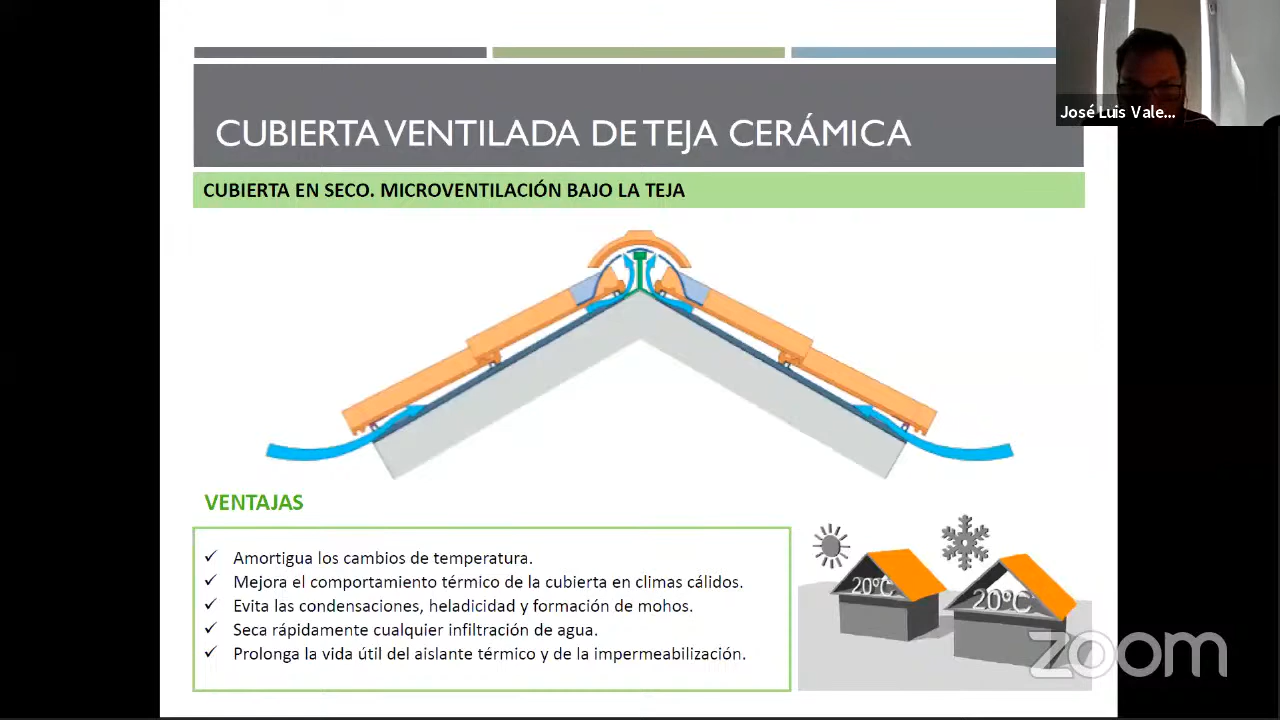 CUBIERTA VENTILADA DE TEJA CERÁMICA
José Luis Vale...
CUBIERTA EN SECO. MICROVENTILACIÓN BAJO LA TEJA
VENTAJAS
✓ Amortigua los cambios de temperatura.
✓ Mejora el comportamiento térmico de la cubierta en climas cálidos.
✓ Evita las condensaciones, heladicidad y formación de mohos.
✓ Seca rápidamente cualquier infiltración de agua.
✓ Prolonga la vida útil del aislante térmico y de la impermeabilización.
20ºC
20ºC
zoom